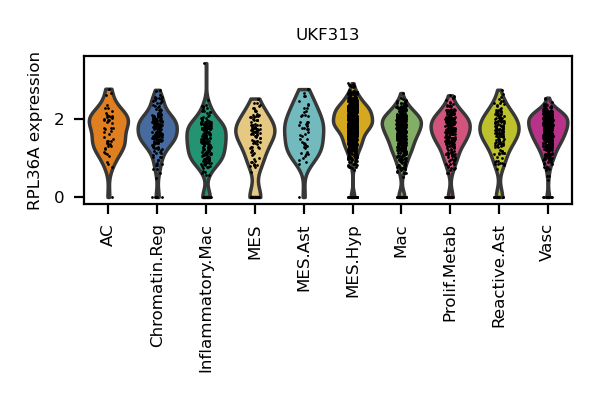 UKF313
RPL36A expression
2
0
AC
Chromatin.Reg
Inflammatory.Mac
MES
MES.Ast
MES.Hyp
Mac
Prolif.Metab
Reactive.Ast
Vasc